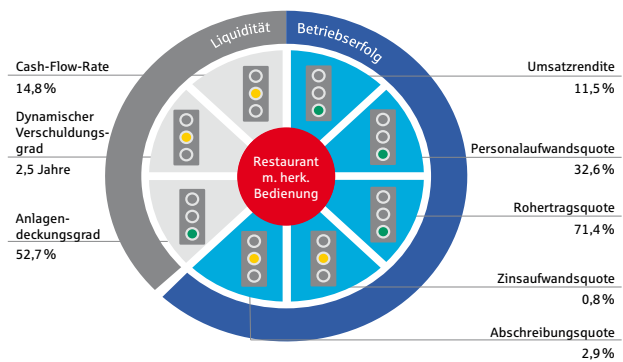 Liquidität
Betriebserfolg
Cash-Flow-Rate
14,8 %
Dynamischer
Verschuldungs-
grad
2,5 Jahre
Anlagen-
deckungsgrad
52,7 %
Restaurant
m. herk.
Bedienung
Umsatzrendite
11,5 %
Personalaufwandsquote
32,6 %
Rohertragsquote
71,4 %
Zinsaufwandsquote
0,8 %
Abschreibungsquote
2,9 %